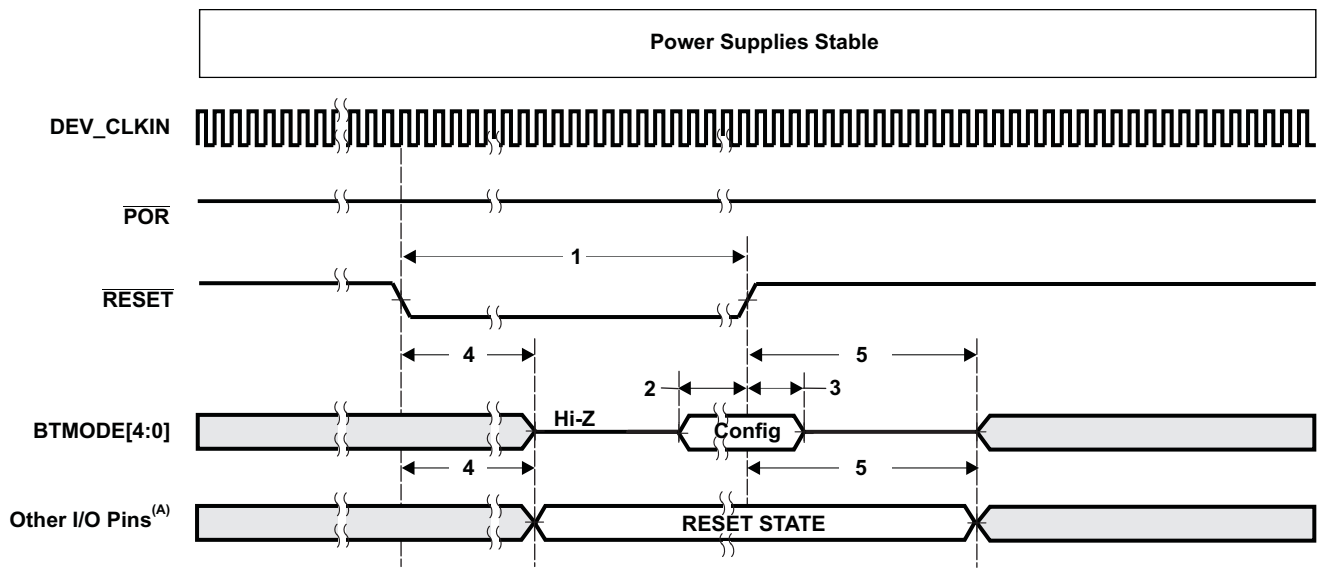 Power Supplies Stable
DEV_CLKIN
POR
1
RESET
4
5
2
3
Hi-Z
BTMODE[4:0]
Config
4
5
Other I/O Pins(A)
RESET STATE